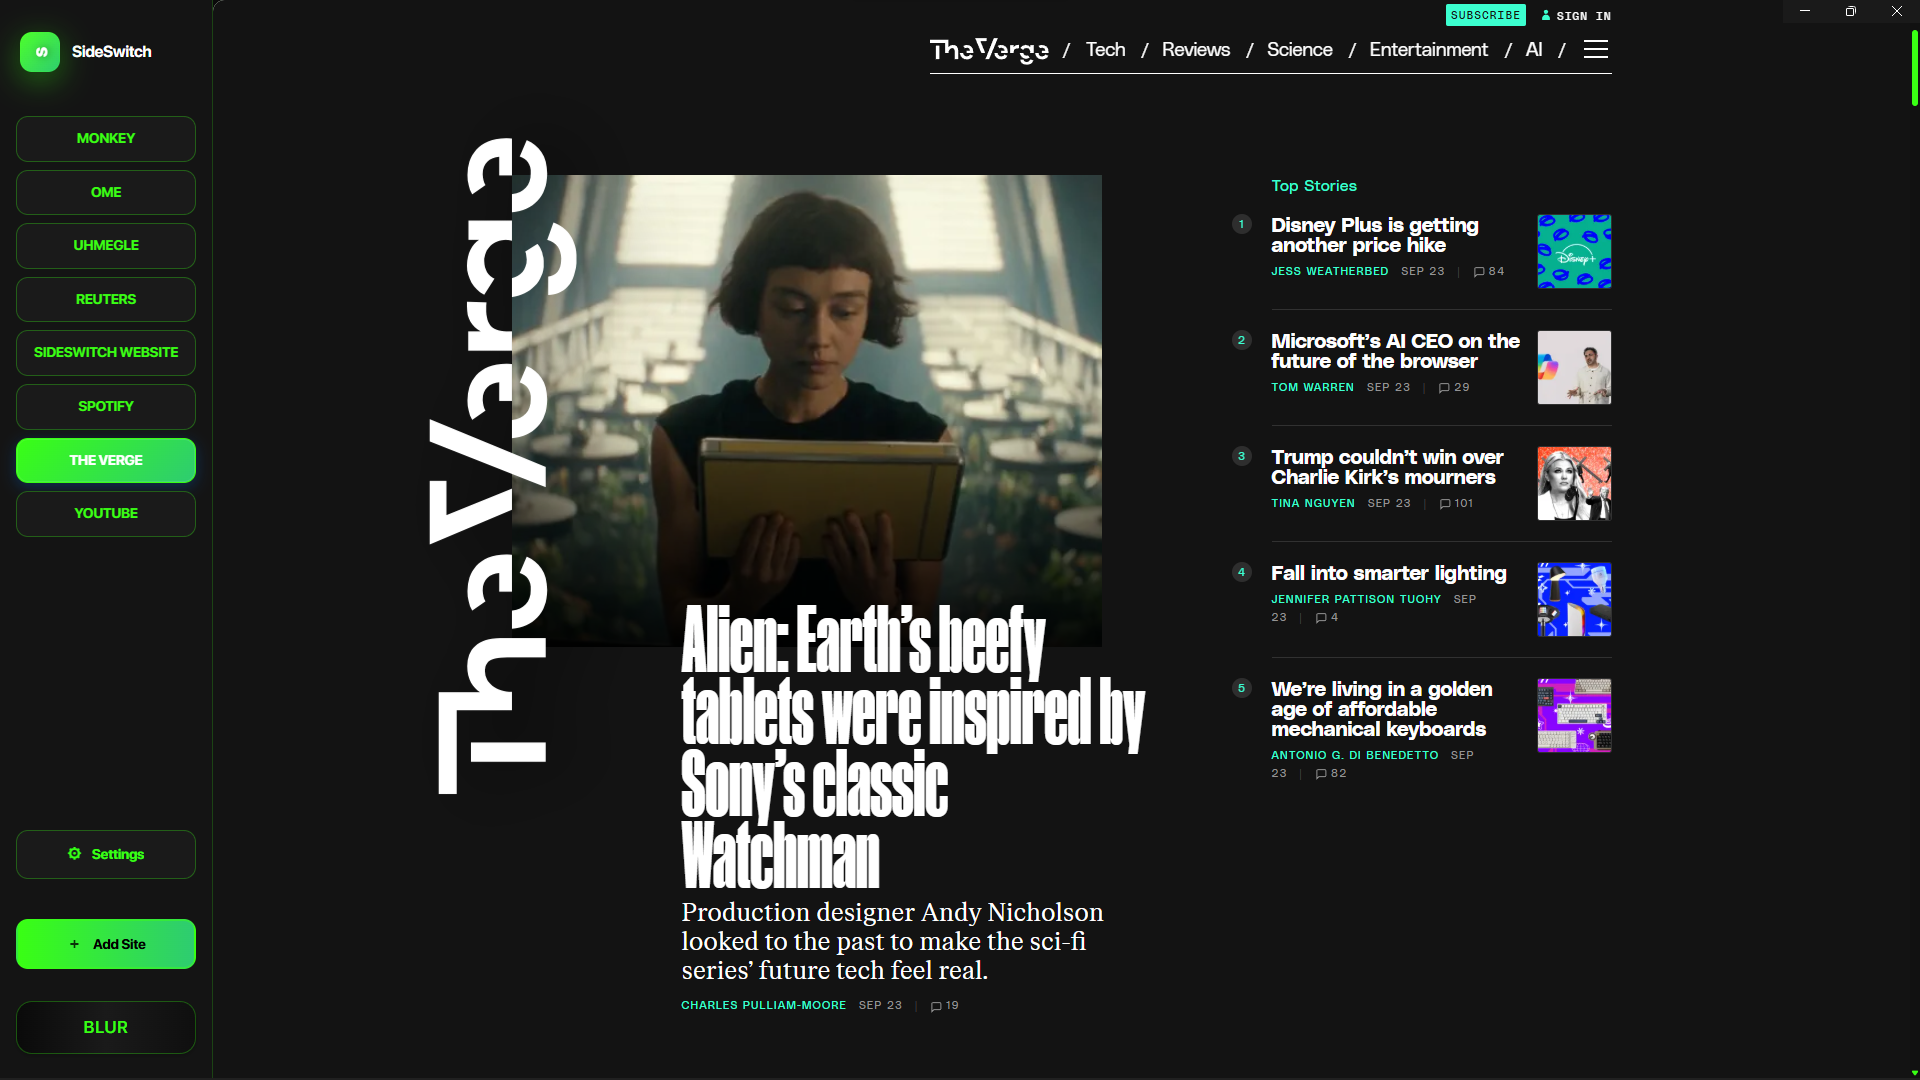 S
SideSwitch
MONKEY
OME
UHMEGLE
REUTERS
SIDESWITCH WEBSITE
SPOTIFY
THE VERGE
YOUTUBE
⚙ Settings
+ Add Site
BLUR
SUBSCRIBE SIGN IN
The Verge / Tech / Reviews / Science / Entertainment / AI /
The Verge
Alien: Earth’s beefy
tablets were inspired by
Sony’s classic
Watchman
Production designer Andy Nicholson
looked to the past to make the sci-fi
series’ future tech feel real.
CHARLES PULLIAM-MOORE SEP 23 | 19
Top Stories
1
Disney Plus is getting
another price hike
JESS WEATHERBED SEP 23 | 84
Disney+
2
Microsoft’s AI CEO on the
future of the browser
TOM WARREN SEP 23 | 29
3
Trump couldn’t win over
Charlie Kirk’s mourners
TINA NGUYEN SEP 23 | 101
4
Fall into smarter lighting
JENNIFER PATTISON TUOHY SEP
23 | 4
5
We’re living in a golden
age of affordable
mechanical keyboards
ANTONIO G. DI BENEDETTO SEP
23 | 82